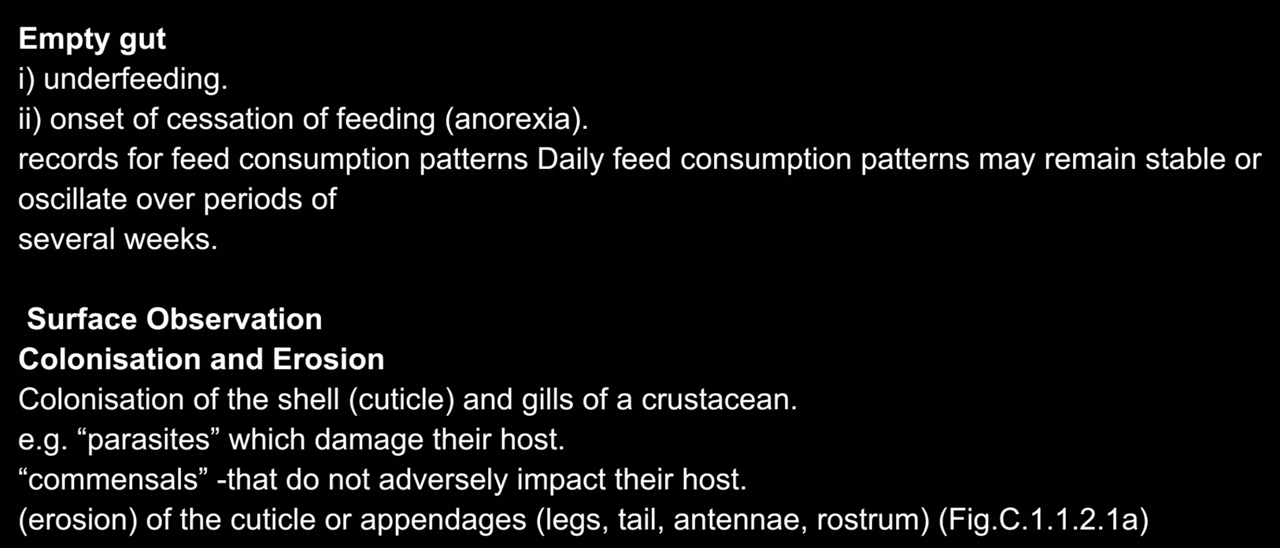 Empty gut
i) underfeeding.
ii) onset of cessation of feeding (anorexia).
records for feed consumption patterns Daily feed consumption patterns may remain stable or
oscillate over periods of
several weeks.
Surface Observation
Colonisation and Erosion
Colonisation of the shell (cuticle) and gills of a crustacean.
e.g. “parasites” which damage their host.
“commensals” -that do not adversely impact their host.
(erosion) of the cuticle or appendages (legs, tail, antennae, rostrum) (Fig.C.1.1.2.1a)